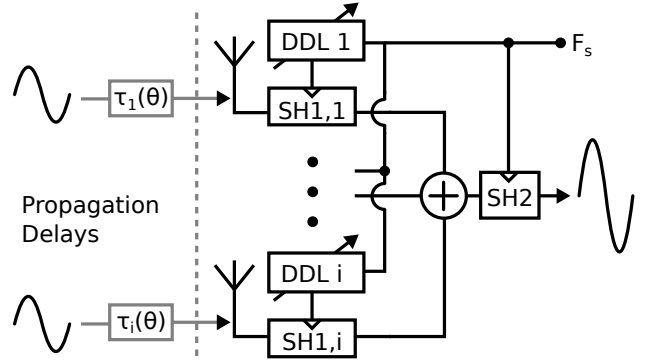 DDL 1
F_s
τ₁(θ)
SH1,1
Propagation
Delays
SH2
DDL i
τᵢ(θ)
SH1,i